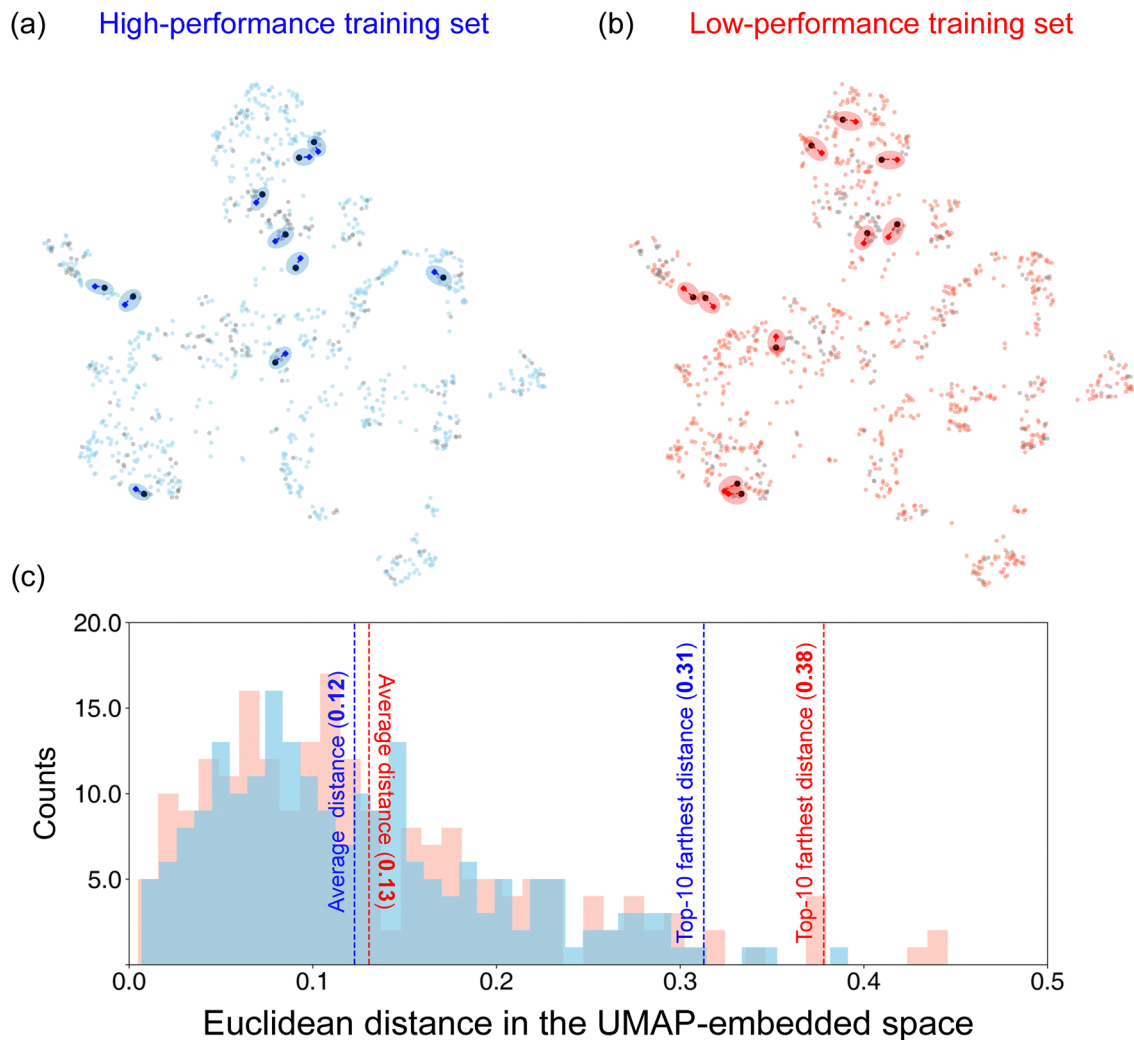 (a) High-performance training set
(b) Low-performance training set
(c)
20.0
15.0
10.0
5.0
Counts
Average distance (0.12)
Average distance (0.13)
Top-10 farthest distance (0.31)
Top-10 farthest distance (0.38)
0.0 0.1 0.2 0.3 0.4 0.5
Euclidean distance in the UMAP-embedded space